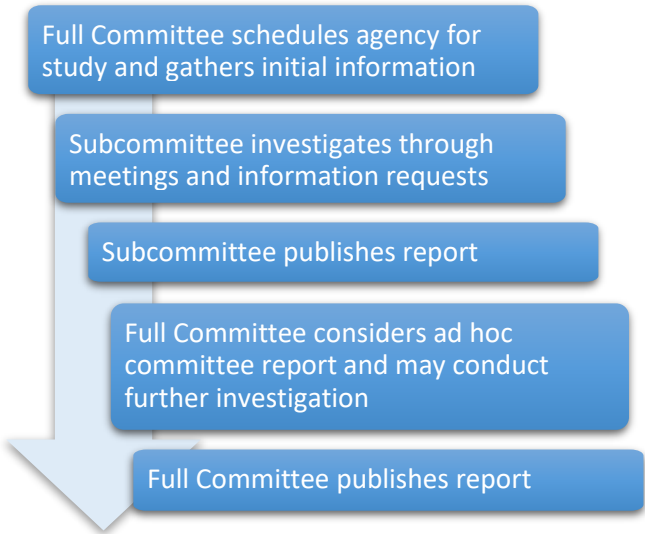 Full Committee schedules agency for
study and gathers initial information
Subcommittee investigates through
meetings and information requests
Subcommittee publishes report
Full Committee considers ad hoc
committee report and may conduct
further investigation
Full Committee publishes report